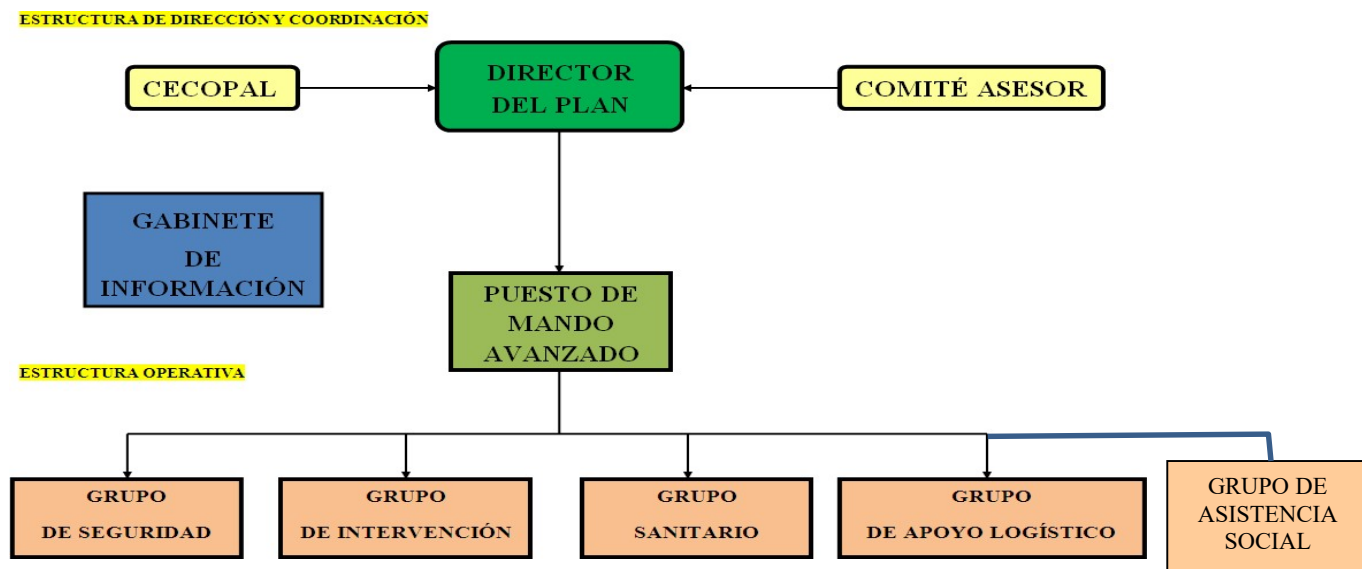 ESTRUCTURA DE DIRECCIÓN Y COORDINACIÓN
CECOPAL
DIRECTOR
DEL PLAN
COMITÉ ASESOR
GABINETE
DE
INFORMACIÓN
PUESTO DE
MANDO
AVANZADO
ESTRUCTURA OPERATIVA
GRUPO
DE SEGURIDAD
GRUPO
DE INTERVENCIÓN
GRUPO
SANITARIO
GRUPO
DE APOYO LOGÍSTICO
GRUPO DE
ASISTENCIA
SOCIAL